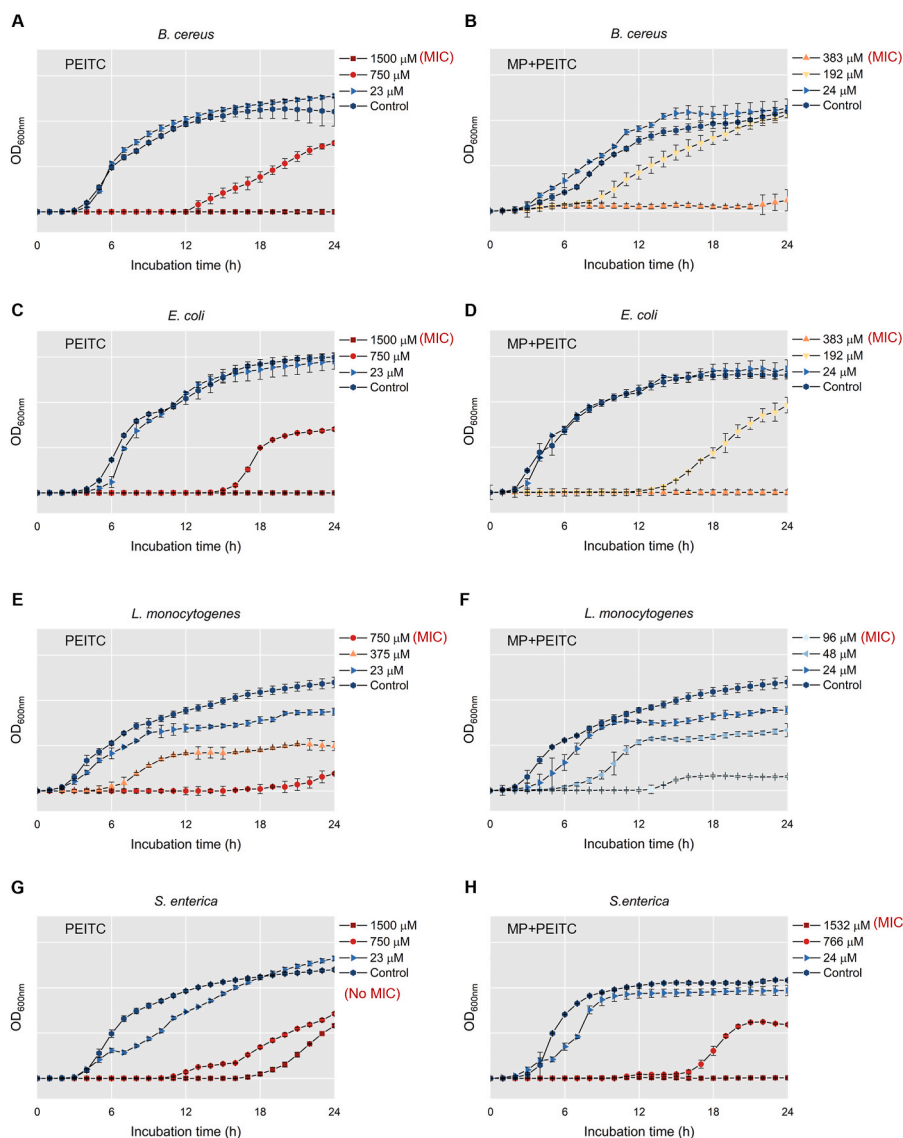 A
B. cereus
PEITC
1500 μM (MIC)
750 μM
23 μM
Control
OD600nm
0 6 12 18 24
Incubation time (h)
B
B. cereus
MP+PEITC
383 μM (MIC)
192 μM
24 μM
Control
OD600nm
0 6 12 18 24
Incubation time (h)
C
E. coli
PEITC
1500 μM (MIC)
750 μM
23 μM
Control
OD600nm
0 6 12 18 24
Incubation time (h)
D
E. coli
MP+PEITC
383 μM (MIC)
192 μM
24 μM
Control
OD600nm
0 6 12 18 24
Incubation time (h)
E
L. monocytogenes
PEITC
750 μM (MIC)
375 μM
23 μM
Control
OD600nm
0 6 12 18 24
Incubation time (h)
F
L. monocytogenes
MP+PEITC
96 μM (MIC)
48 μM
24 μM
Control
OD600nm
0 6 12 18 24
Incubation time (h)
G
S. enterica
PEITC
1500 μM
750 μM
23 μM
Control
(No MIC)
OD600nm
0 6 12 18 24
Incubation time (h)
H
S.enterica
MP+PEITC
1532 μM (MIC
766 μM
24 μM
Control
OD600nm
0 6 12 18 24
Incubation time (h)